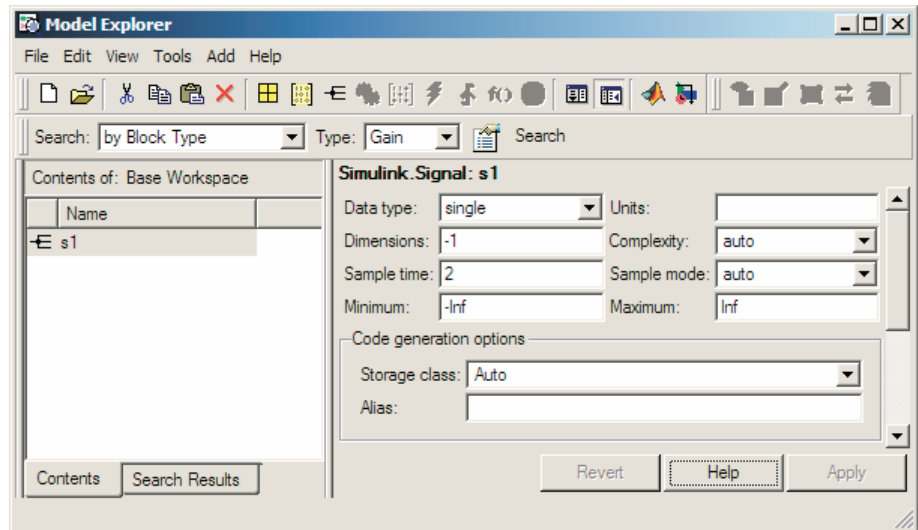 Model Explorer
File Edit View Tools Add Help
f()
Search: by Block Type Type: Gain Search
Contents of: Base Workspace
Name
s1
Simulink.Signal: s1
Data type: single Units:
Dimensions: -1 Complexity: auto
Sample time: 2 Sample mode: auto
Minimum: -Inf Maximum: Inf
Code generation options
Storage class: Auto
Alias:
Contents Search Results
Revert Help Apply